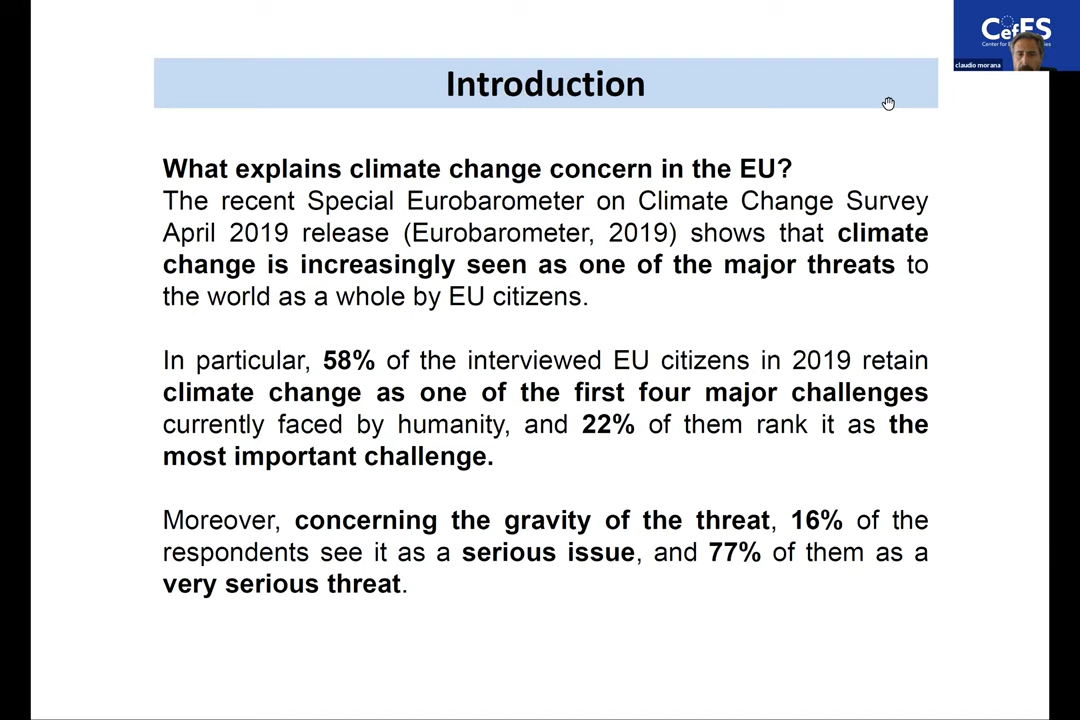 CefES
claudio morana
Introduction
What explains climate change concern in the EU?
The recent Special Eurobarometer on Climate Change Survey
April 2019 release (Eurobarometer, 2019) shows that climate
change is increasingly seen as one of the major threats to
the world as a whole by EU citizens.
In particular, 58% of the interviewed EU citizens in 2019 retain
climate change as one of the first four major challenges
currently faced by humanity, and 22% of them rank it as the
most important challenge.
Moreover, concerning the gravity of the threat, 16% of the
respondents see it as a serious issue, and 77% of them as a
very serious threat.